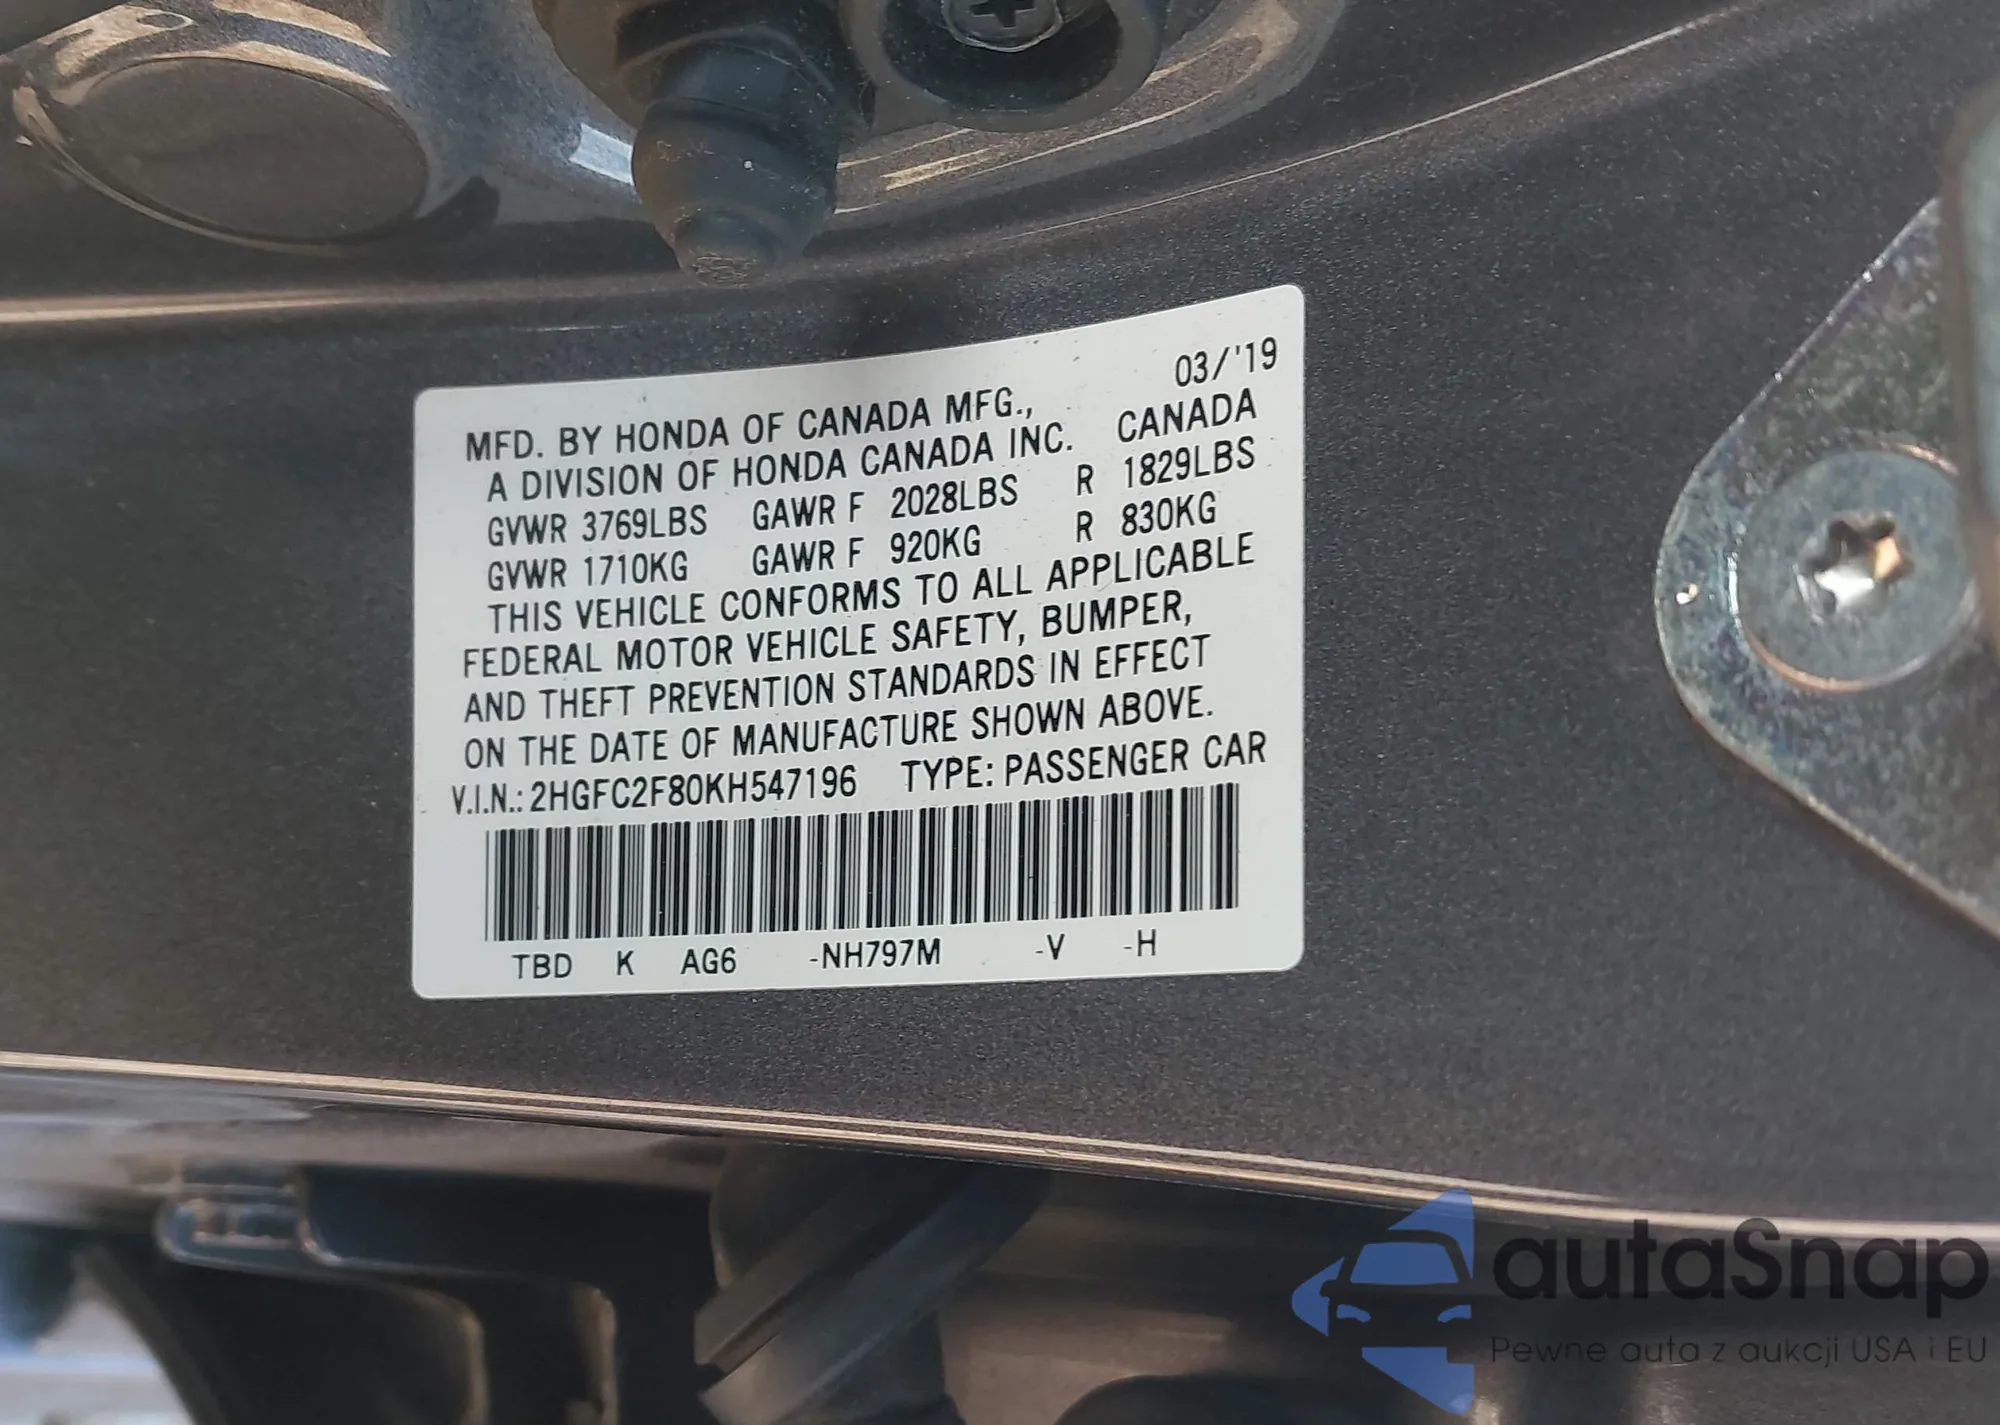 03/'19
MFD. BY HONDA OF CANADA MFG.,
A DIVISION OF HONDA CANADA INC. CANADA
GVWR 3769LBS GAWR F 2028LBS R 1829LBS
GVWR 1710KG GAWR F 920KG R 830KG
THIS VEHICLE CONFORMS TO ALL APPLICABLE
FEDERAL MOTOR VEHICLE SAFETY, BUMPER,
AND THEFT PREVENTION STANDARDS IN EFFECT
ON THE DATE OF MANUFACTURE SHOWN ABOVE.
V.I.N.: 2HGFC2F80KH547196 TYPE: PASSENGER CAR
TBD K AG6 -NH797M -V -H
autaSnap
Pewne auta z aukcji USA i EU